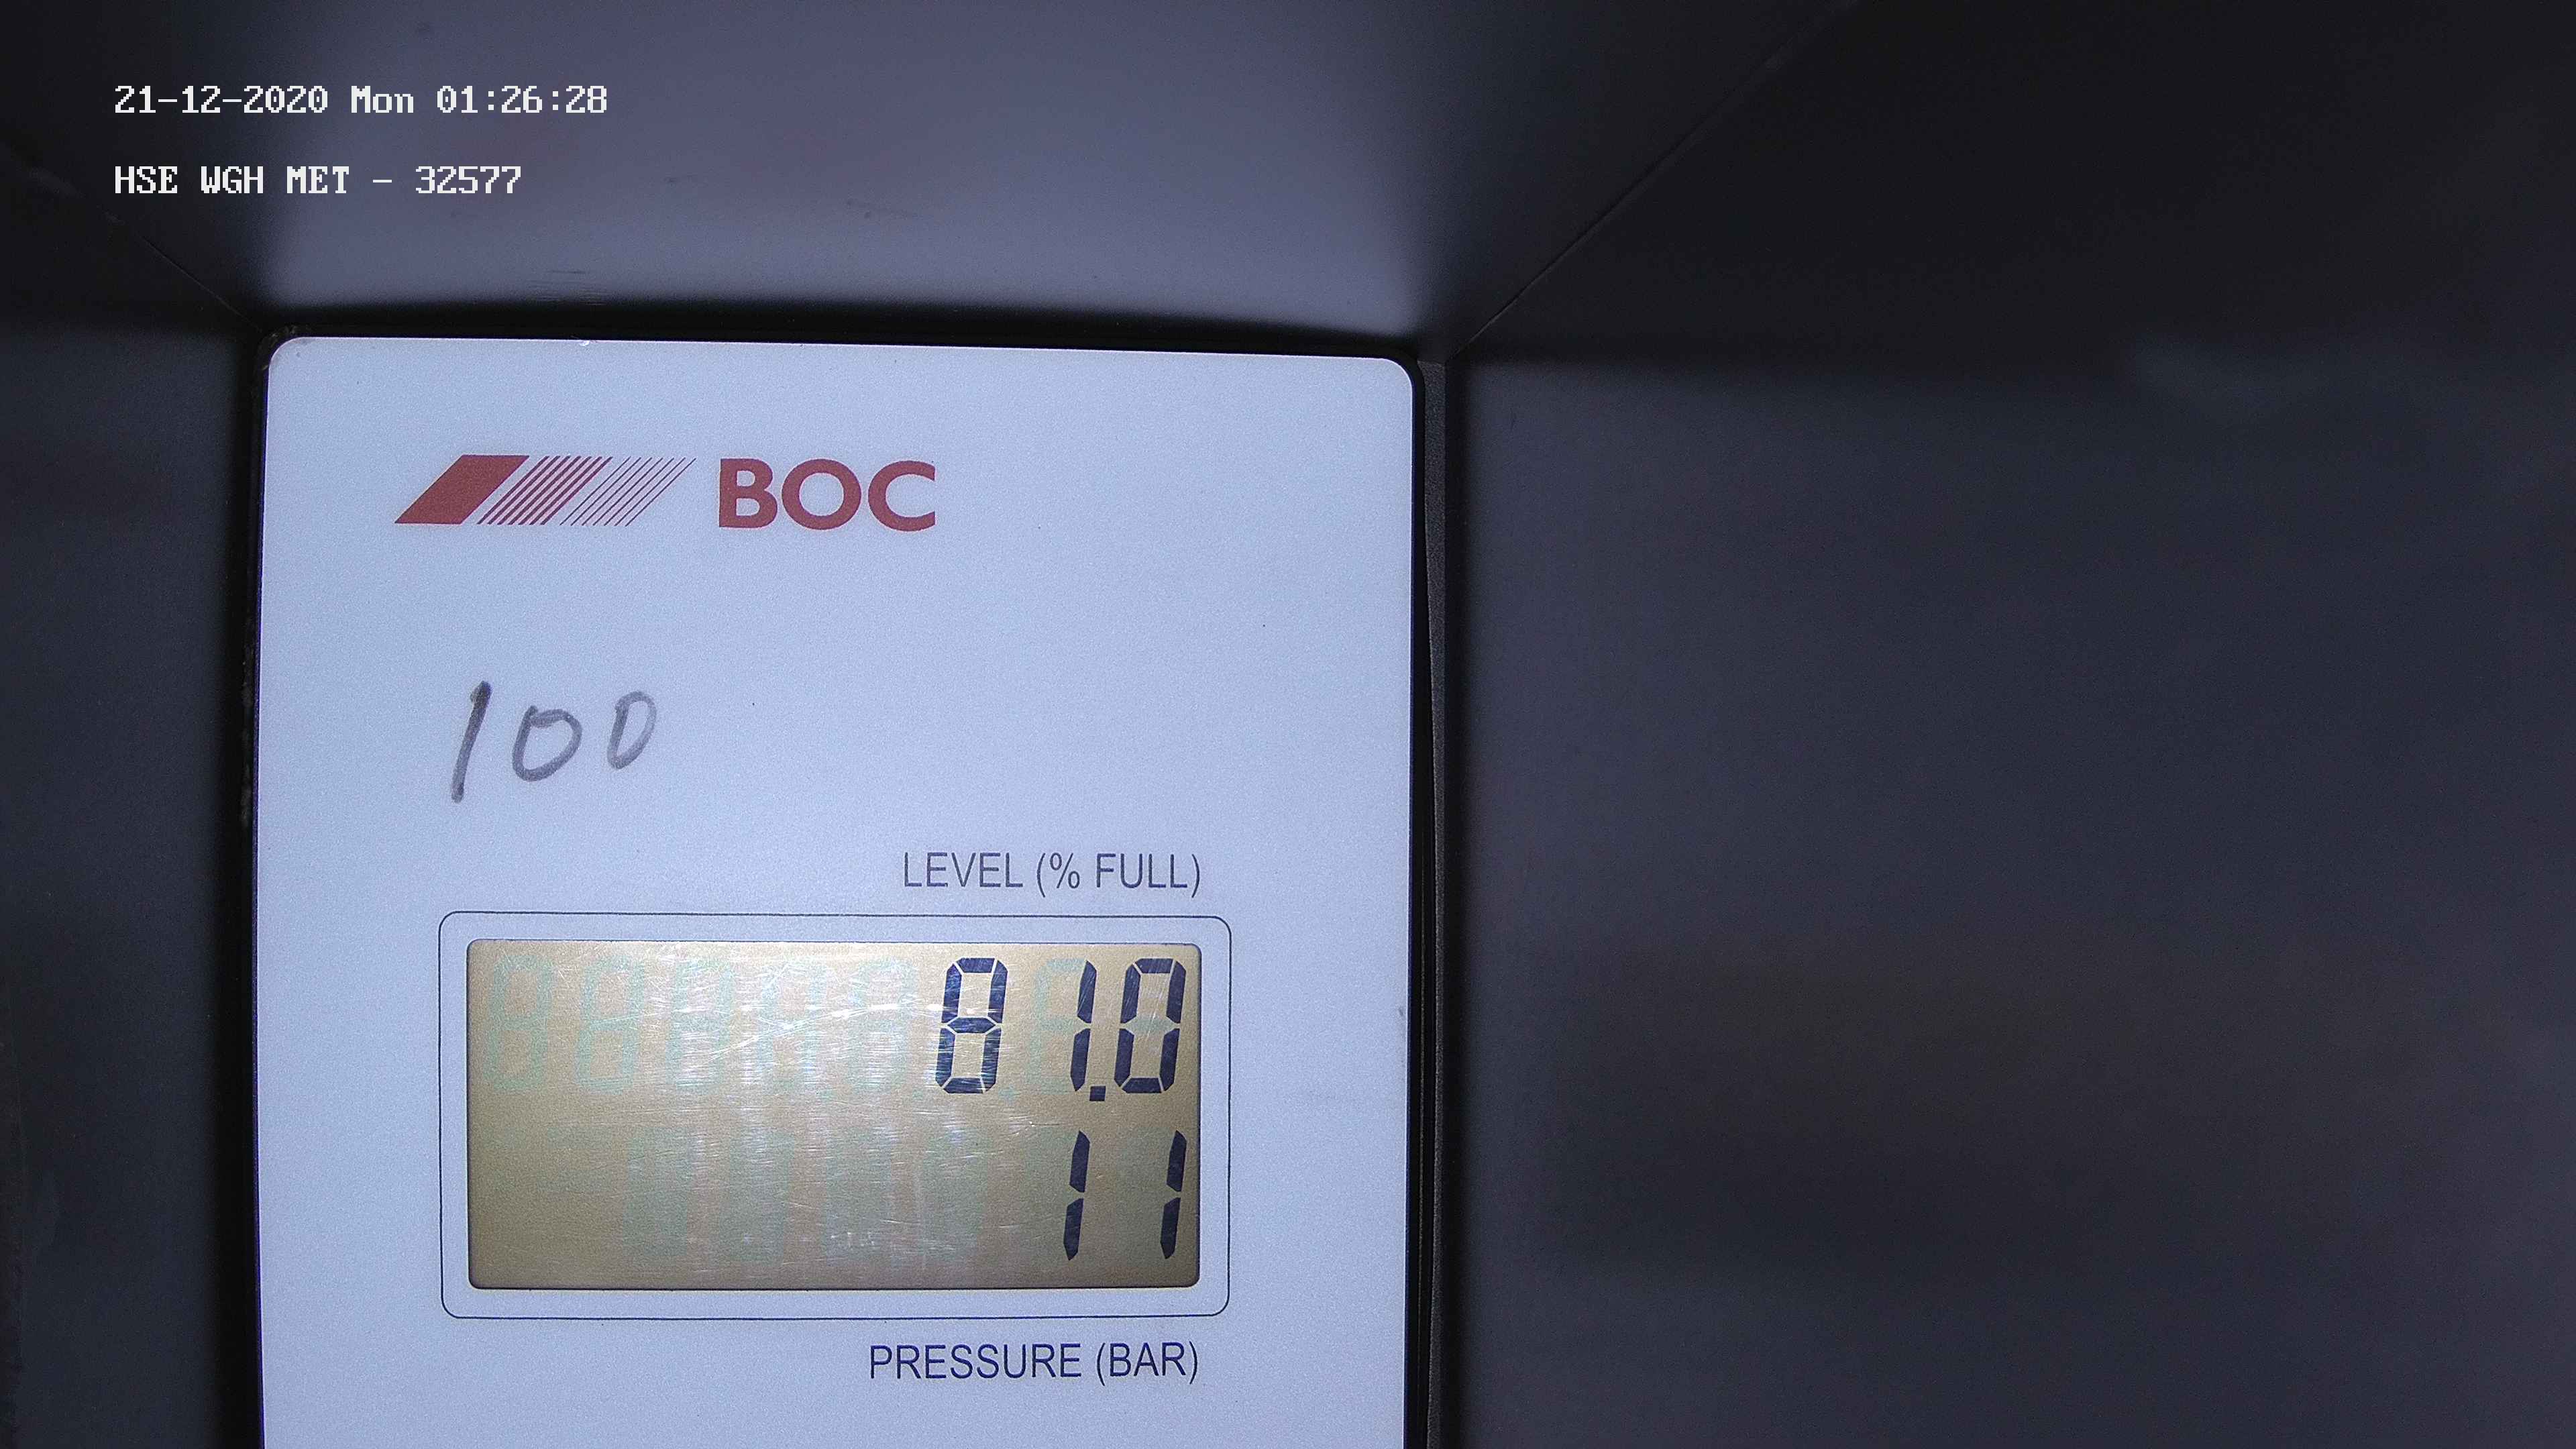 21-12-2020 Mon 01:26:28
HSE WGH MET - 32577
BOC
100
LEVEL (% FULL)
81.0
11
PRESSURE (BAR)